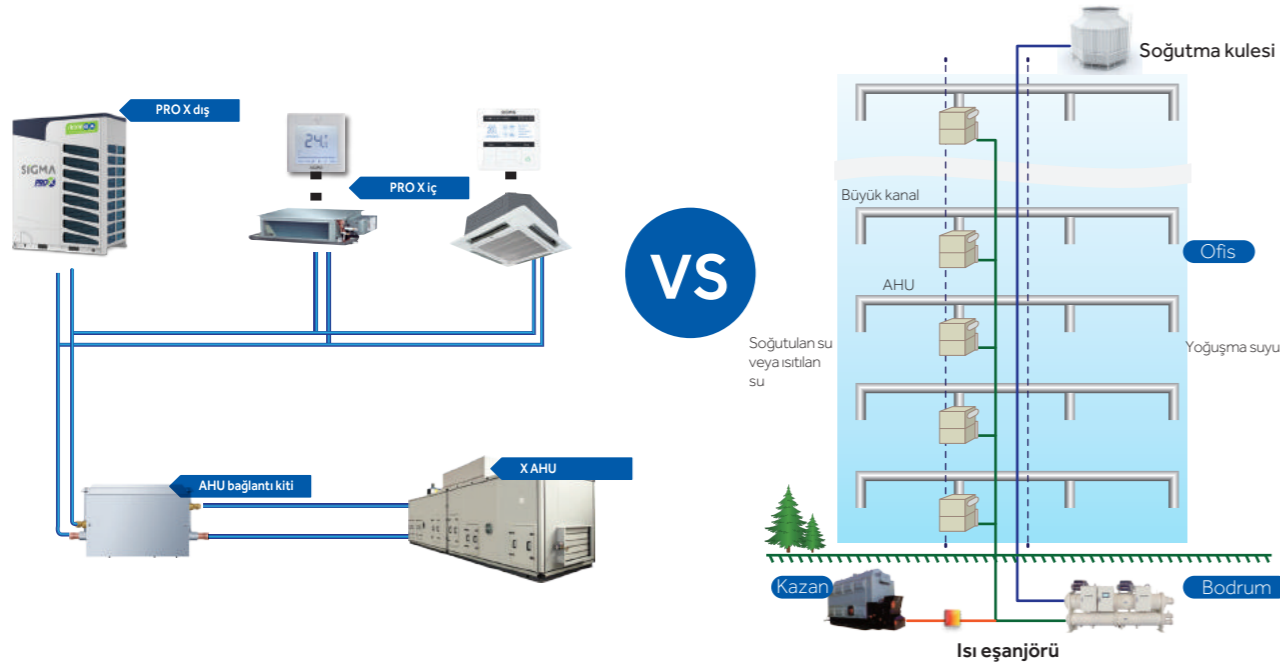 PRO X dış
SIGMA
PRO X
24.
PRO X iç
AHU bağlantı kiti
X AHU
VS
Soğutma kulesi
Büyük kanal
Ofis
AHU
Soğutulan su
veya ısıtılan
su
Yoğuşma suyu
Kazan
Bodrum
Isı eşanjörü